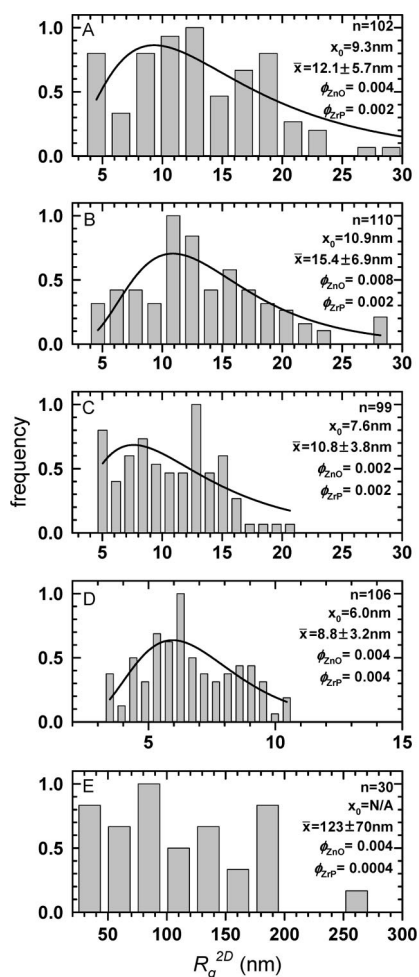 A
n=102
x₀=9.3nm
x̄=12.1±5.7nm
ϕZnO= 0.004
ϕZrP= 0.002
1.0
0.5
0.0
5 10 15 20 25 30
B
n=110
x₀=10.9nm
x̄=15.4±6.9nm
ϕZnO= 0.008
ϕZrP= 0.002
1.0
0.5
0.0
5 10 15 20 25 30
C
n=99
x₀=7.6nm
x̄=10.8±3.8nm
ϕZnO= 0.002
ϕZrP= 0.002
frequency
1.0
0.5
0.0
5 10 15 20 25 30
D
n=106
x₀=6.0nm
x̄=8.8±3.2nm
ϕZnO= 0.004
ϕZrP= 0.004
1.0
0.5
0.0
5 10 15
E
n=30
x₀=N/A
x̄=123±70nm
ϕZnO= 0.004
ϕZrP= 0.0004
1.0
0.5
0.0
50 100 150 200 250 300
Rg²ᴰ (nm)